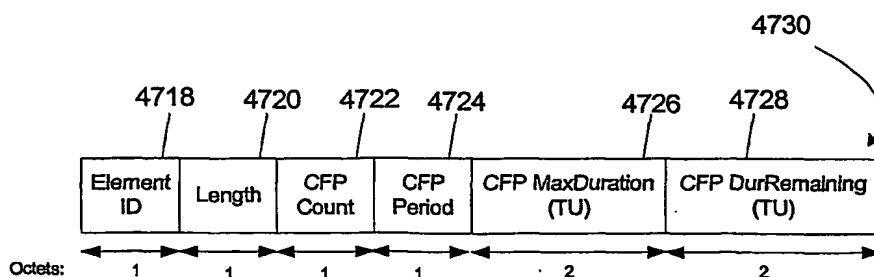 4730
4718 4720 4722 4724 4726 4728
Element ID Length CFP Count CFP Period CFP MaxDuration (TU) CFP DurRemaining (TU)
Octets: 1 1 1 1 2 2